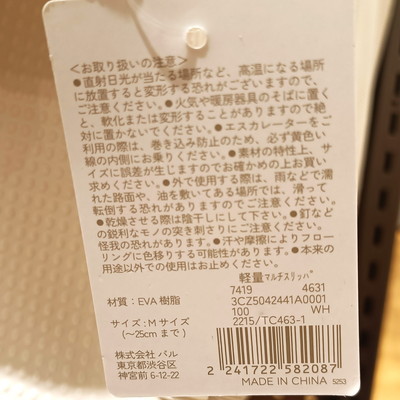 <お取り扱いの注意>
●直射日光が当たる場所など、高温になる場所
に放置すると変形する恐れがございますので、
ご注意ください。●火気や暖房器具のそばに置く
と、軟化または変形することがありますので絶
対に置かないでください。●エスカレーターをご
利用の際は、巻き込み防止のため、必ず黄色い
線の内側にお乗りください。●素材の特性上、サ
イズに誤差が生じますのでお確かめの上お買い
求めください。●外で使用する際は、雨などで濡
れた路面や、油を敷いてある場所では、滑って
転倒する恐れがありますのでご注意ください。
●乾燥させる際は陰干しにして下さい。●釘など
の鋭利なモノの突き刺さりにご注意ください。
怪我の恐れがあります。●汗や摩擦によりフロー
リングに色移りする可能性があります。●本来の
用途以外での使用はお止めください。
軽量マルチスリッパ
7419 4631
材質：EVA 樹脂
3CZ5042441A0001
100 WH
サイズ：M サイズ
2215/TC463-1
(〜25cm まで)
株式会社 パル
東京都渋谷区
神宮前 6-12-22
2 241722 582087
MADE IN CHINA 5253